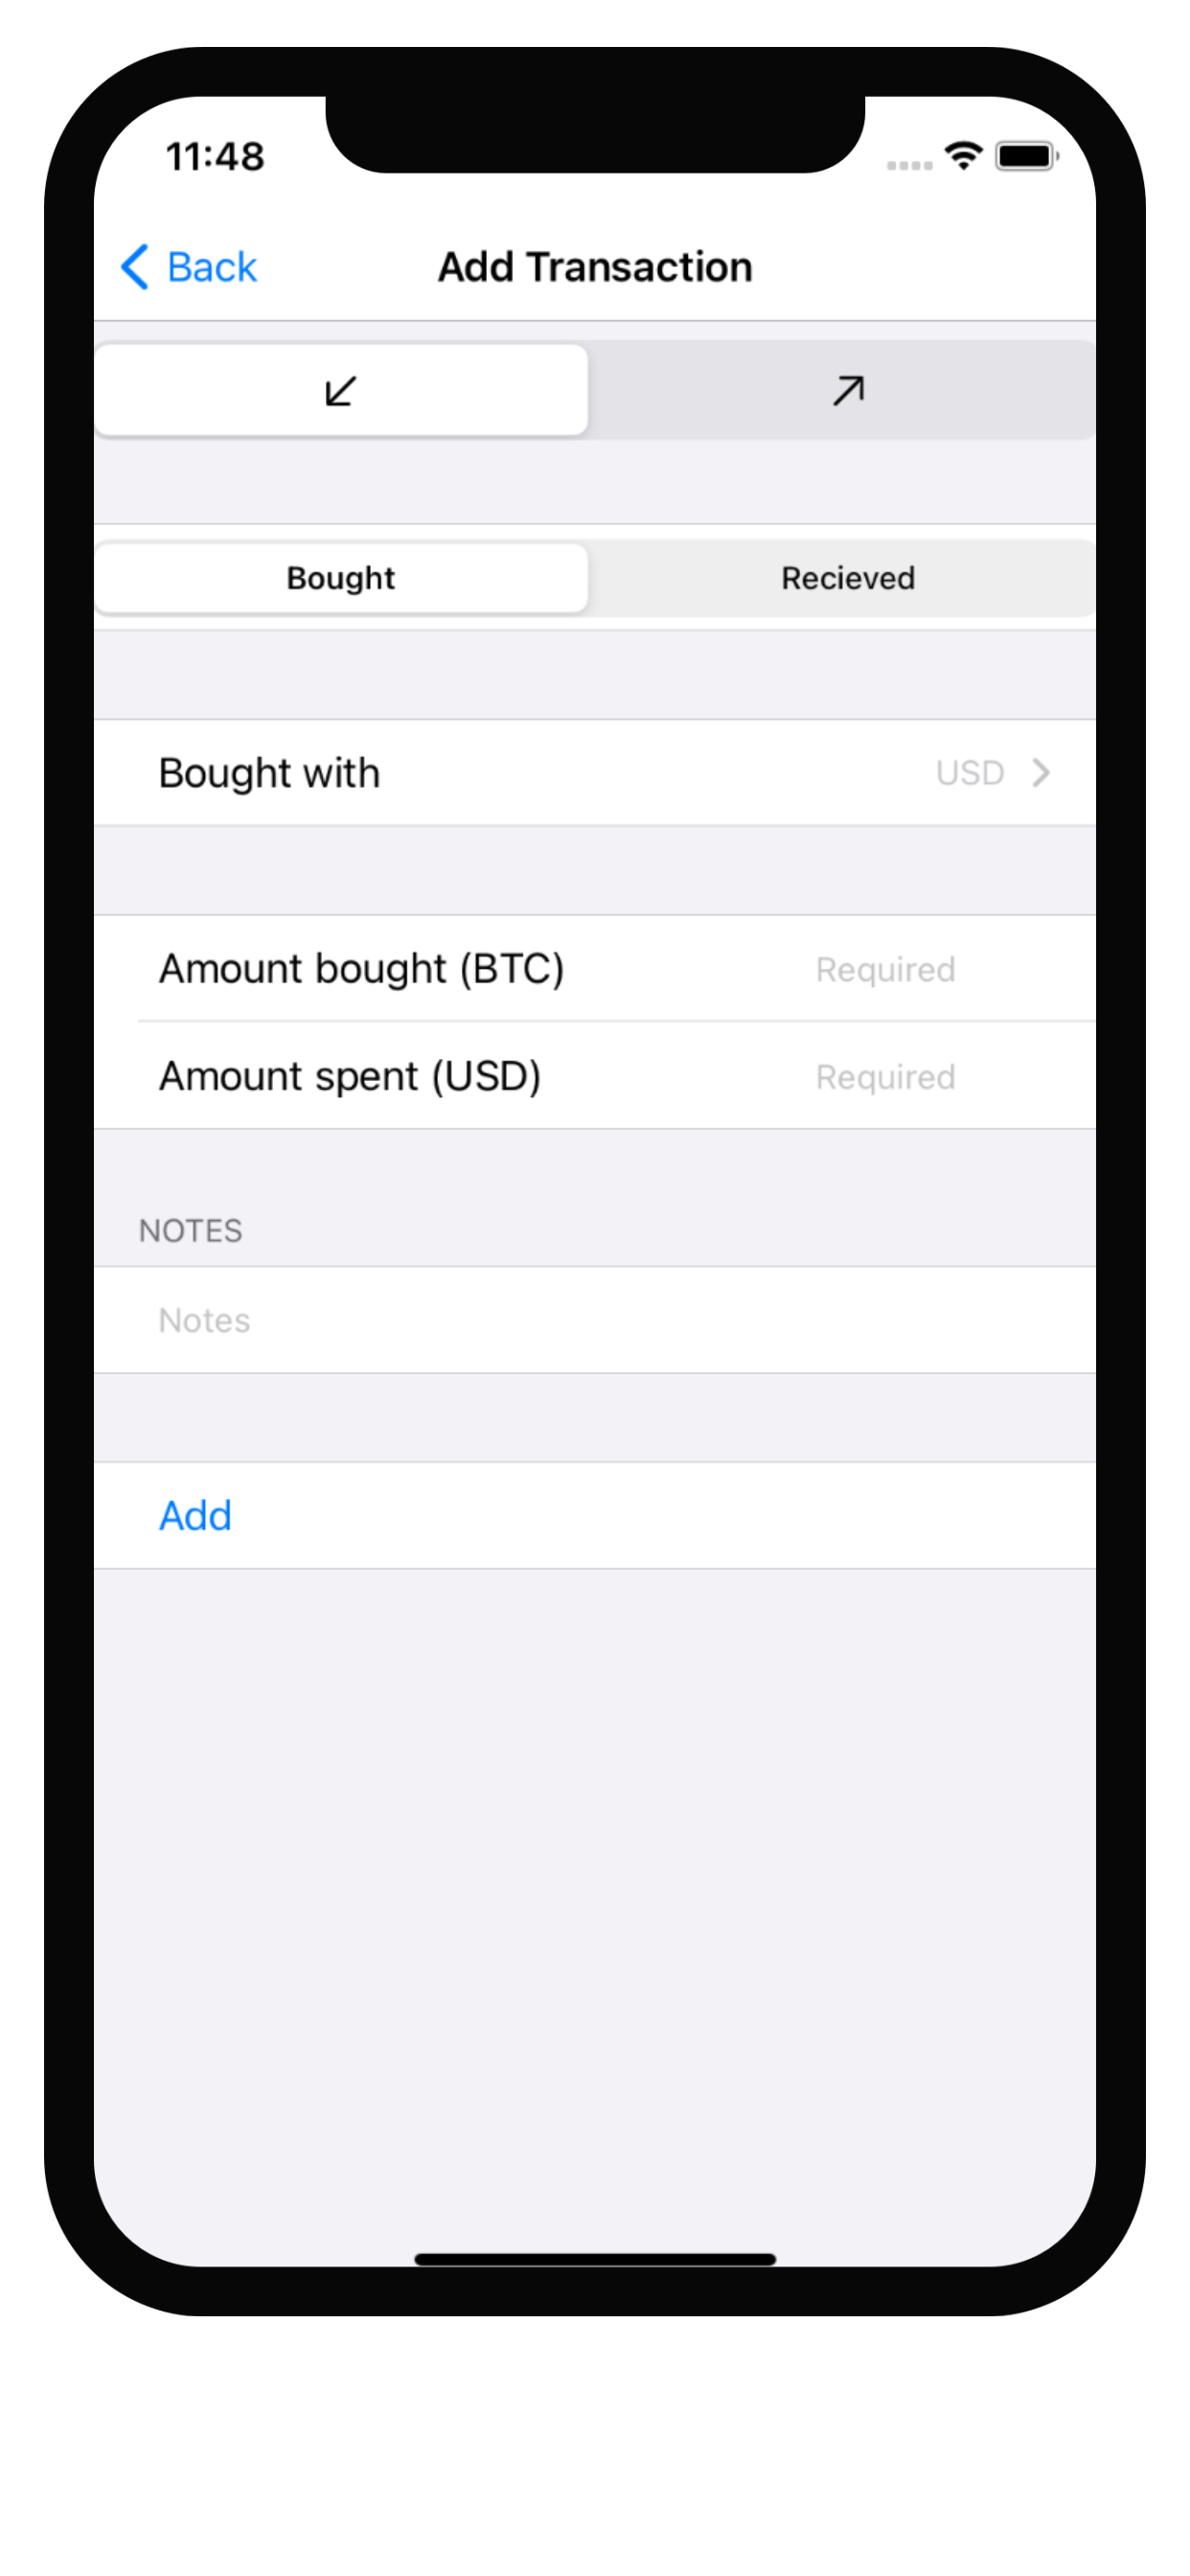 11:48
Back
Add Transaction
Bought
Recieved
Bought with
USD
Amount bought (BTC)
Required
Amount spent (USD)
Required
NOTES
Notes
Add